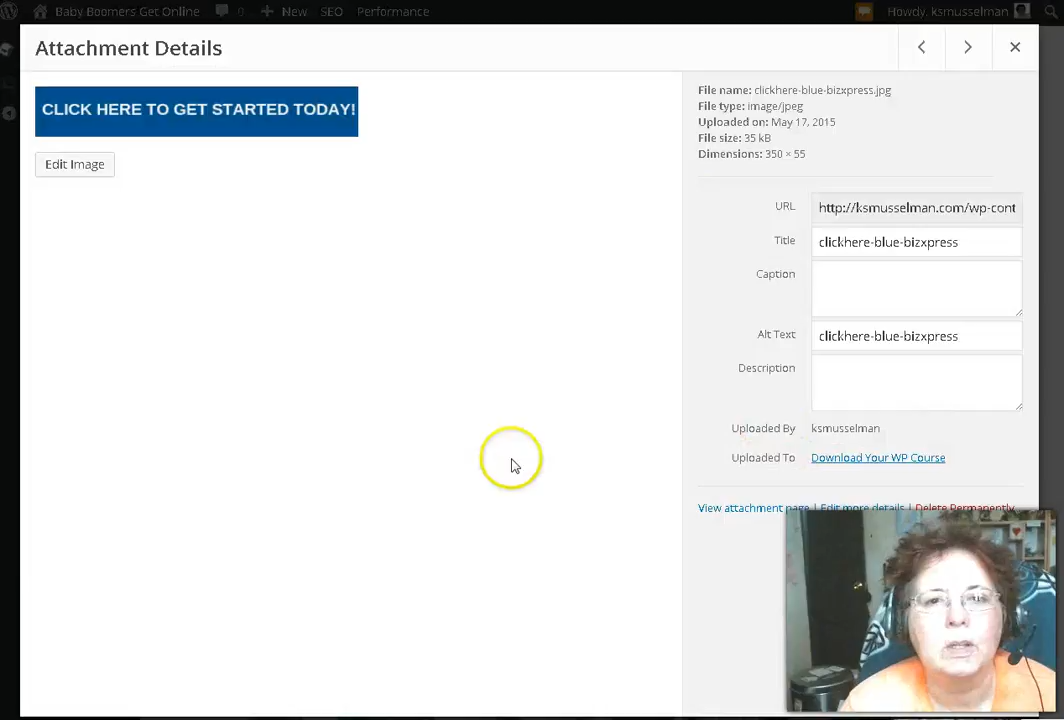 Baby Boomers Get Online
0
New
SEO
Performance
Howdy, ksmusselman
Attachment Details
CLICK HERE TO GET STARTED TODAY!
Edit Image
File name: clickhere-blue-bizxpress.jpg
File type: image/jpeg
Uploaded on: May 17, 2015
File size: 35 kB
Dimensions: 350 × 55
URL http://ksmusselman.com/wp-cont
Title clickhere-blue-bizxpress
Caption
Alt Text clickhere-blue-bizxpress
Description
Uploaded By ksmusselman
Uploaded To Download Your WP Course
View attachment page | Edit more details | Delete Permanently